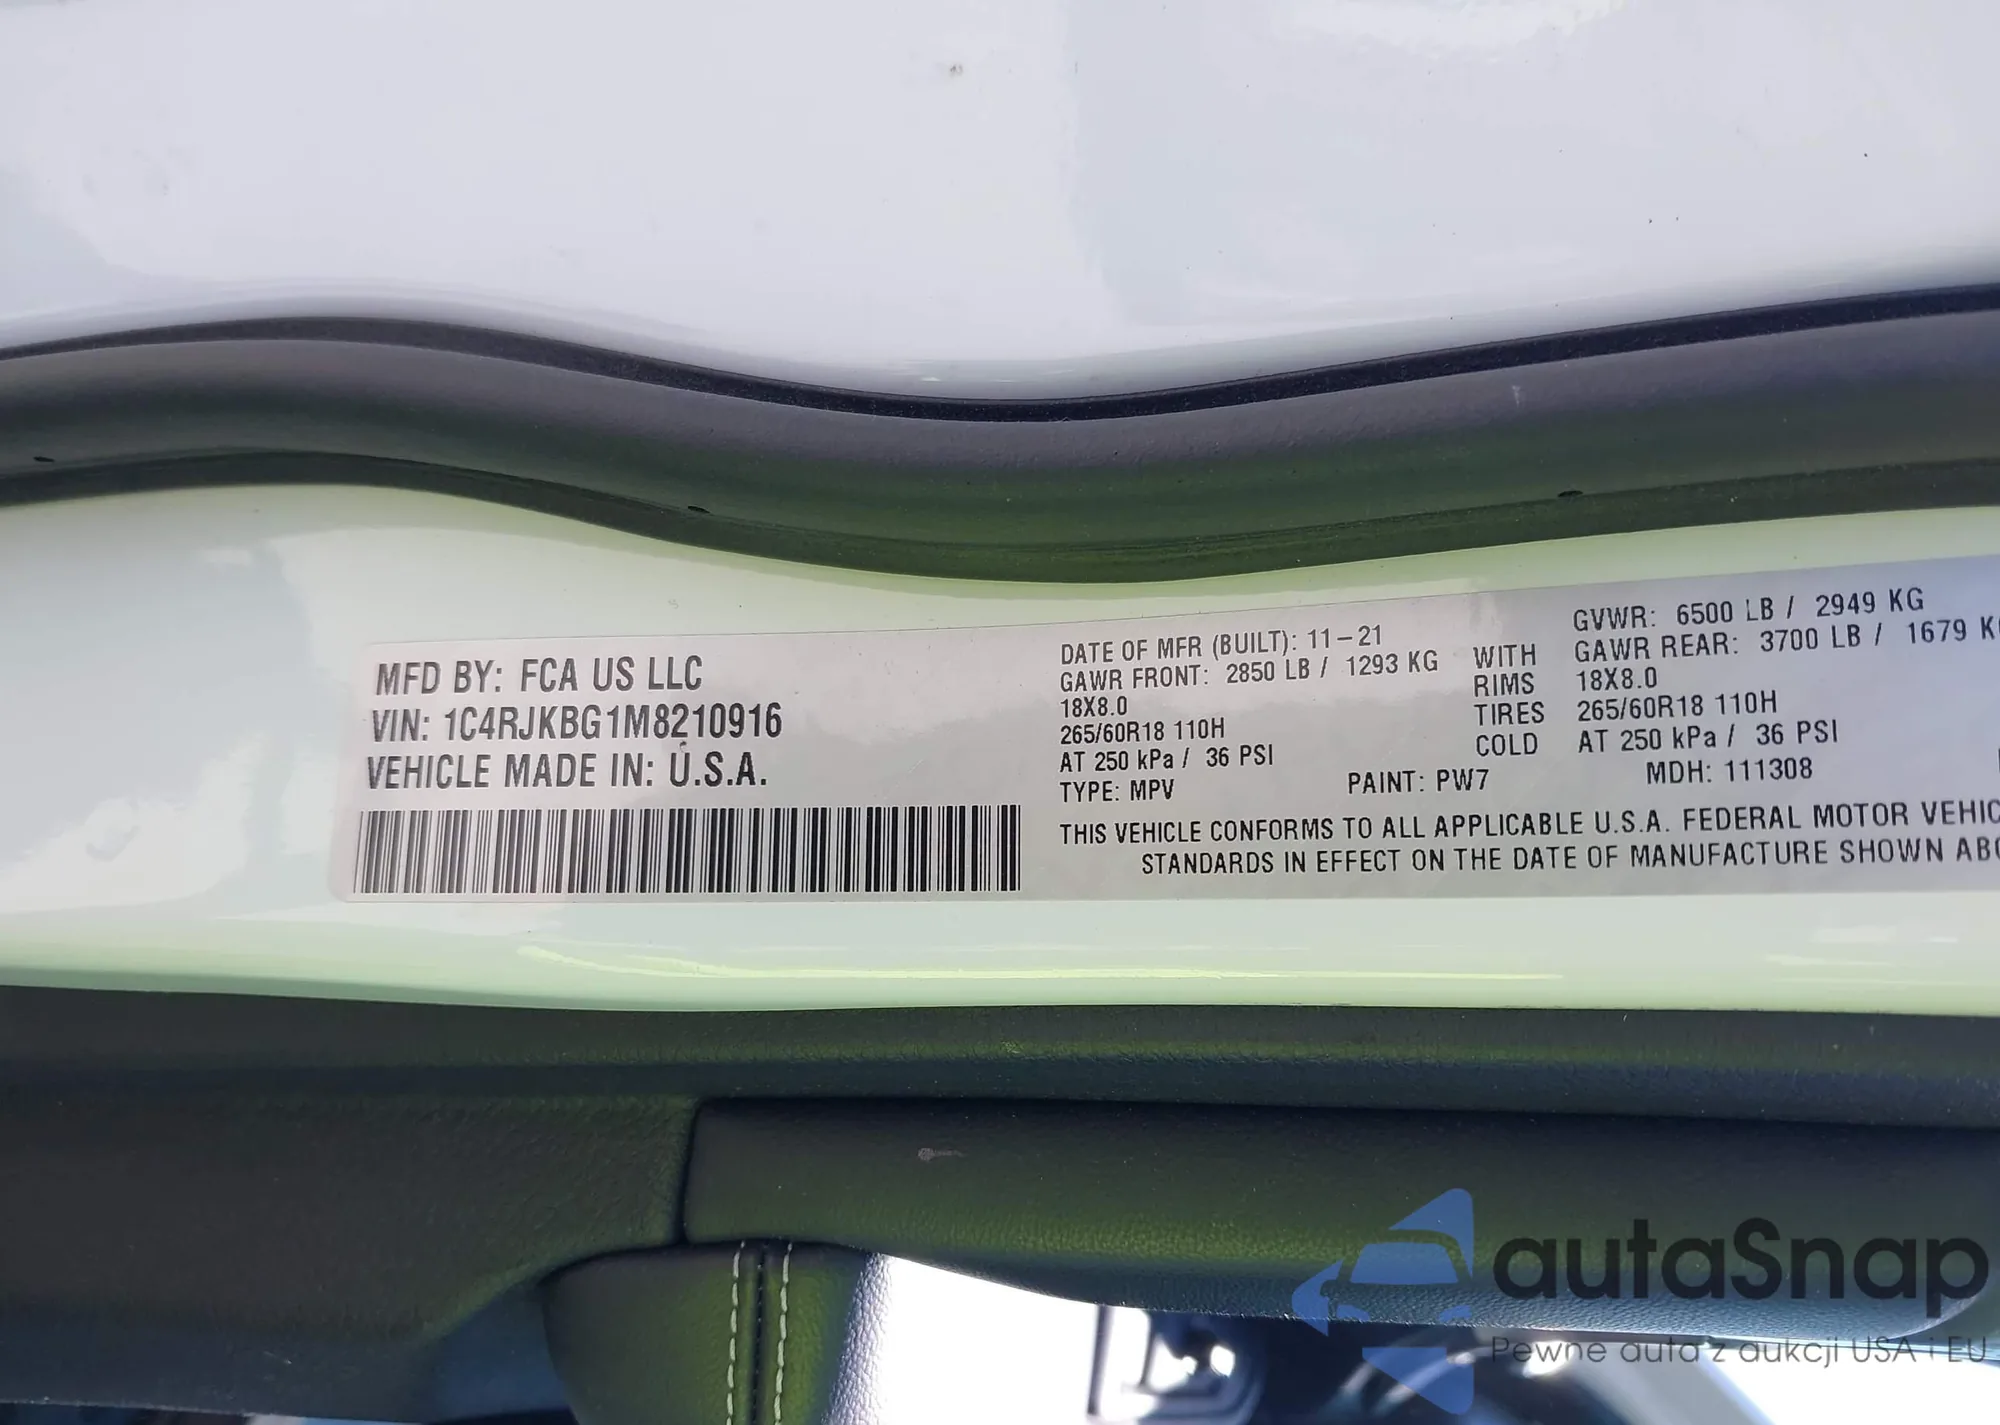 MFD BY: FCA US LLC
VIN: 1C4RJKBG1M8210916
VEHICLE MADE IN: U.S.A.
DATE OF MFR (BUILT): 11-21 GVWR: 6500 LB / 2949 KG
GAWR FRONT: 2850 LB / 1293 KG WITH GAWR REAR: 3700 LB / 1679 K
18X8.0 RIMS 18X8.0
265/60R18 110H TIRES 265/60R18 110H
AT 250 kPa / 36 PSI COLD AT 250 kPa / 36 PSI
TYPE: MPV PAINT: PW7 MDH: 111308
THIS VEHICLE CONFORMS TO ALL APPLICABLE U.S.A. FEDERAL MOTOR VEHIC
STANDARDS IN EFFECT ON THE DATE OF MANUFACTURE SHOWN ABO
autaSnap
Pewne auta z aukcji USA i EU